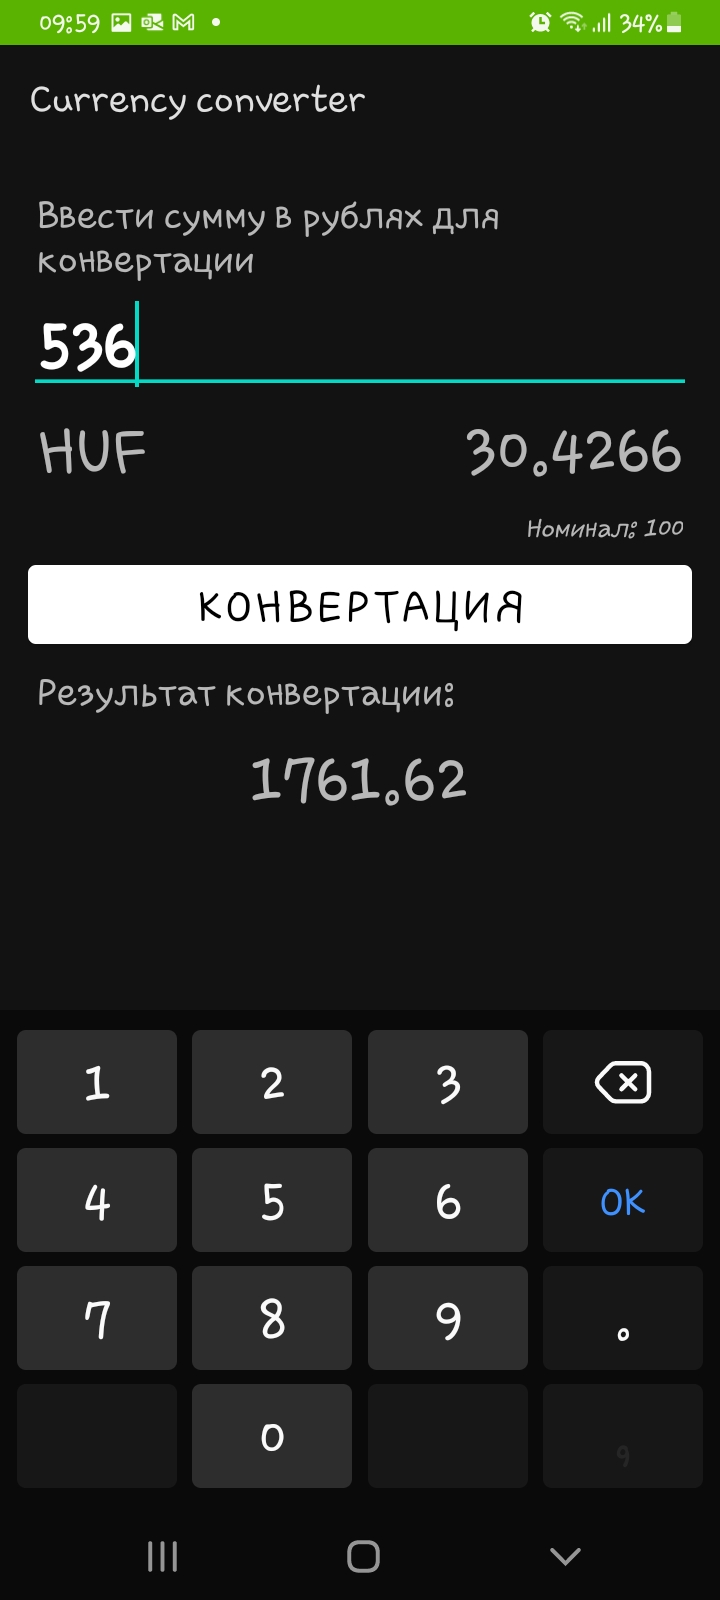 09:59 34%
Currency converter
Ввести сумму в рублях для
конвертации
536
HUF 30.4266
Номинал: 100
КОНВЕРТАЦИЯ
Результат конвертации:
1761.62
1 2 3
4 5 6 OK
7 8 9 .
0 ,